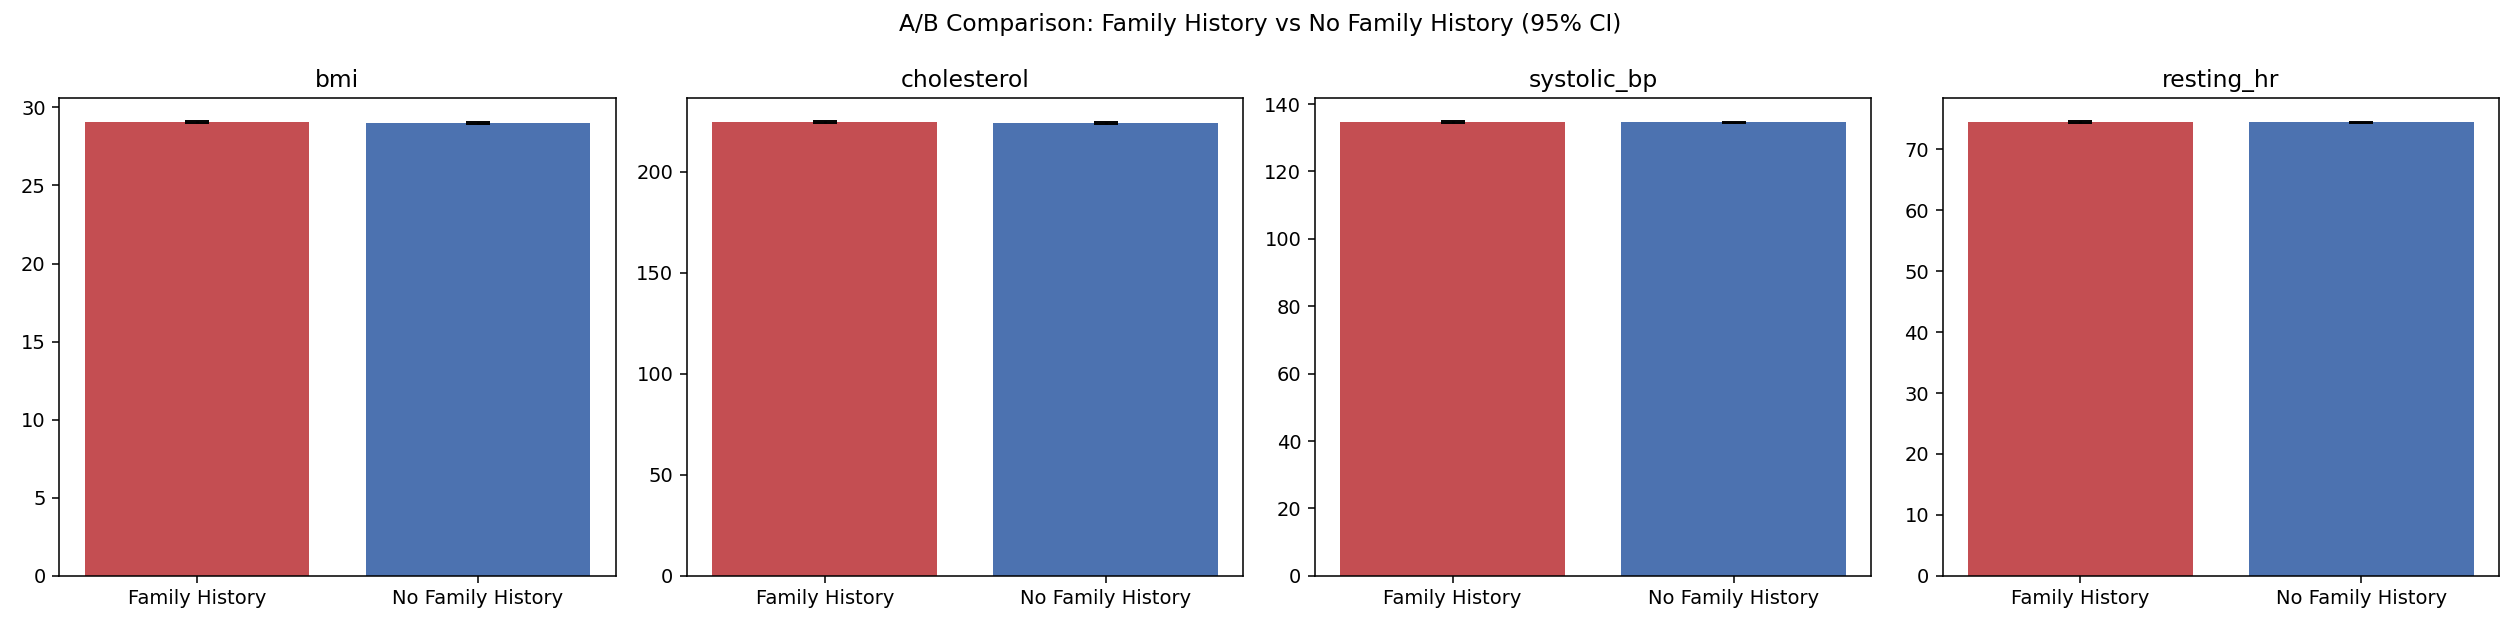 A/B Comparison: Family History vs No Family History (95% CI)
bmi
30
25
20
15
10
5
0
Family History
No Family History
cholesterol
200
150
100
50
0
Family History
No Family History
systolic_bp
140
120
100
80
60
40
20
0
Family History
No Family History
resting_hr
70
60
50
40
30
20
10
0
Family History
No Family History